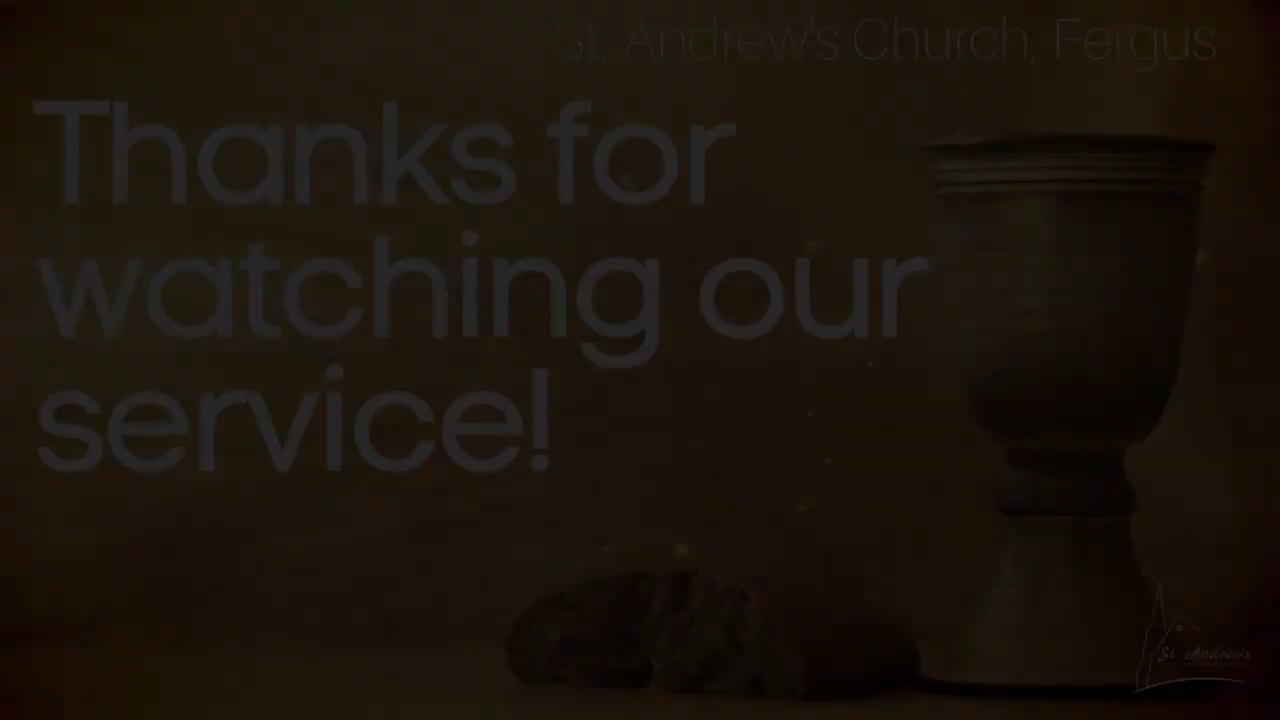 St. Andrew's Church, Fergus
Thanks for
watching our
service!
St. Andrew's